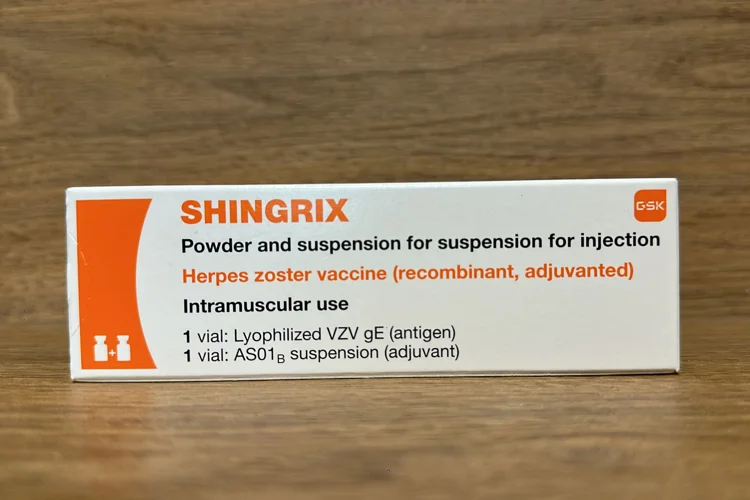 SHINGRIX
GSK
Powder and suspension for suspension for injection
Herpes zoster vaccine (recombinant, adjuvanted)
Intramuscular use
1 vial: Lyophilized VZV gE (antigen)
1 vial: AS01B suspension (adjuvant)